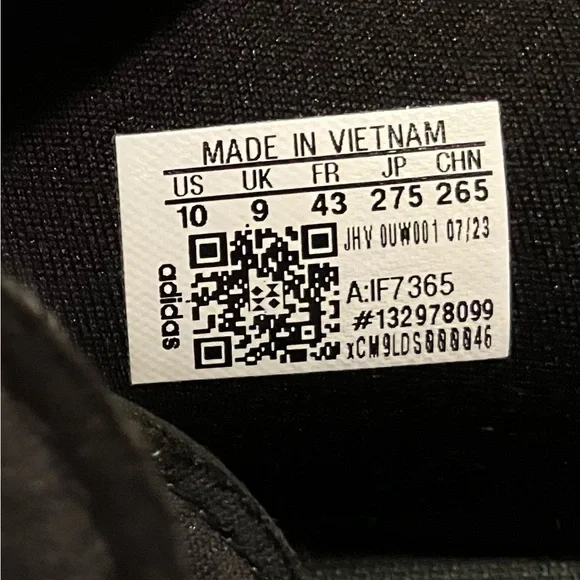 MADE IN VIETNAM
US UK FR JP CHN
10 9 43 275 265
JHV 0UW001 07/23
A:IF7365
#132978099
xCM9LDS000046
adidas